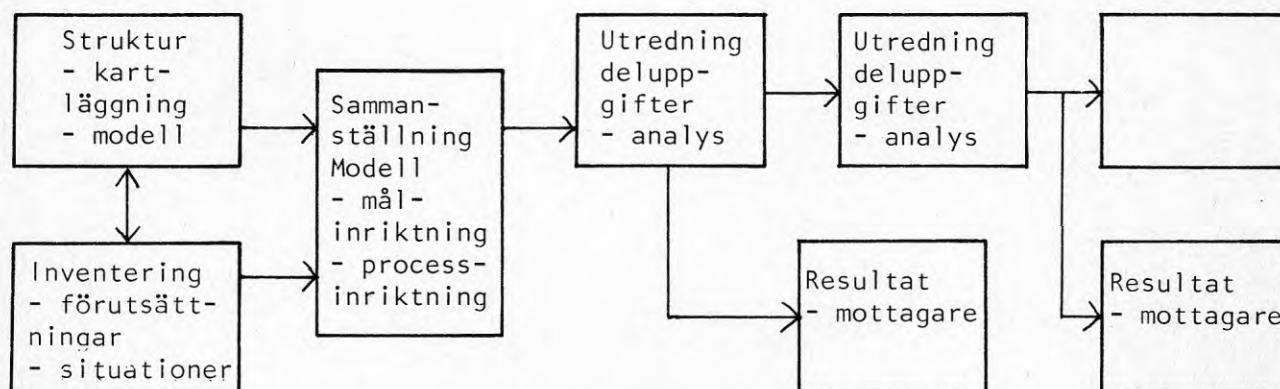 Struktur
- kart-
läggning
- modell
Inventering
- förutsätt-
ningar
- situationer
Samman-
ställning
Modell
- mål-
inriktning
- process-
inriktning
Utredning
delupp-
gifter
- analys
Resultat
- mottagare
Utredning
delupp-
gifter
- analys
Resultat
- mottagare